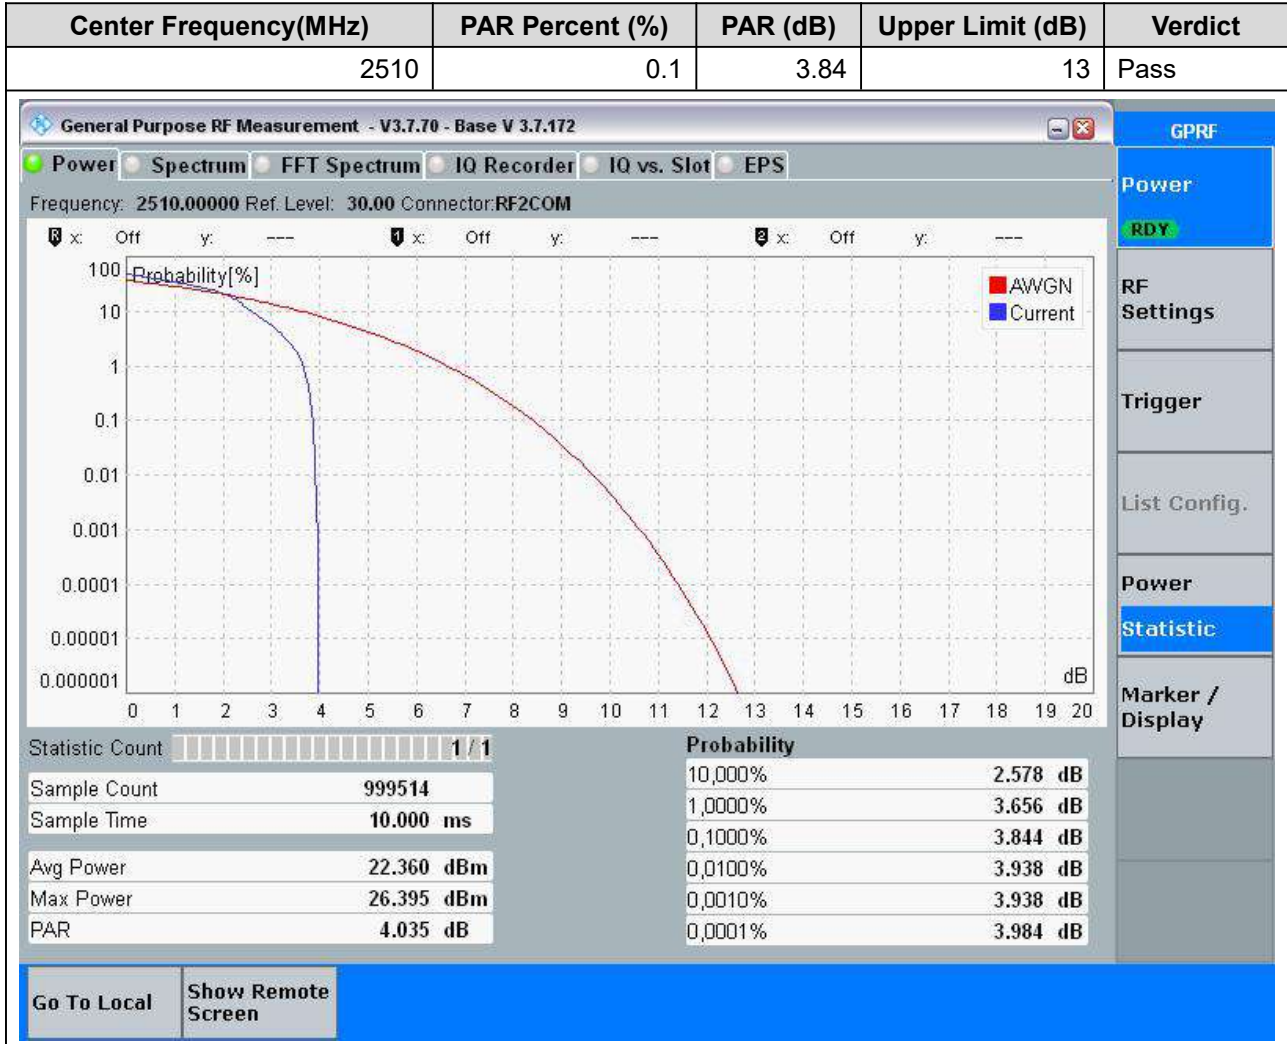 Center Frequency(MHz) PAR Percent (%) PAR (dB) Upper Limit (dB) Verdict
2510 0.1 3.84 13 Pass
General Purpose RF Measurement - V3.7.70 - Base V 3.7.172
GPRF
Power Spectrum FFT Spectrum IQ Recorder IQ vs. Slot EPS
Power
RDY
Frequency: 2510.00000 Ref. Level: 30.00 Connector:RF2COM
R x: Off y: --- 1 x: Off y: --- 2 x: Off y: ---
Probability[%]
AWGN
Current
100
10
1
0.1
0.01
0.001
0.0001
0.00001
0.000001
dB
0 1 2 3 4 5 6 7 8 9 10 11 12 13 14 15 16 17 18 19 20
RF
Settings
Trigger
List Config.
Power
Statistic
Marker /
Display
Statistic Count 1 / 1
Sample Count 999514
Sample Time 10.000 ms
Avg Power 22.360 dBm
Max Power 26.395 dBm
PAR 4.035 dB
Probability
10,000% 2.578 dB
1,0000% 3.656 dB
0,1000% 3.844 dB
0,0100% 3.938 dB
0,0010% 3.938 dB
0,0001% 3.984 dB
Go To Local
Show Remote
Screen